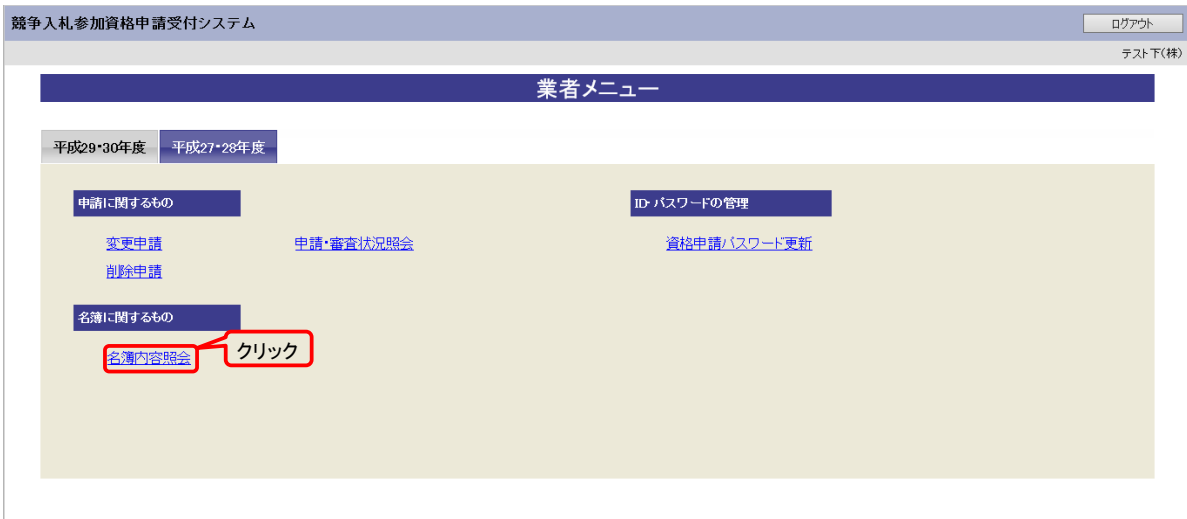 競争入札参加資格申請受付システム
ログアウト
テスト下(株)
業者メニュー
平成29・30年度 平成27・28年度
申請に関するもの ID・パスワードの管理
変更申請 申請・審査状況照会 資格申請パスワード更新
削除申請
名簿に関するもの
名簿内容照会 クリック